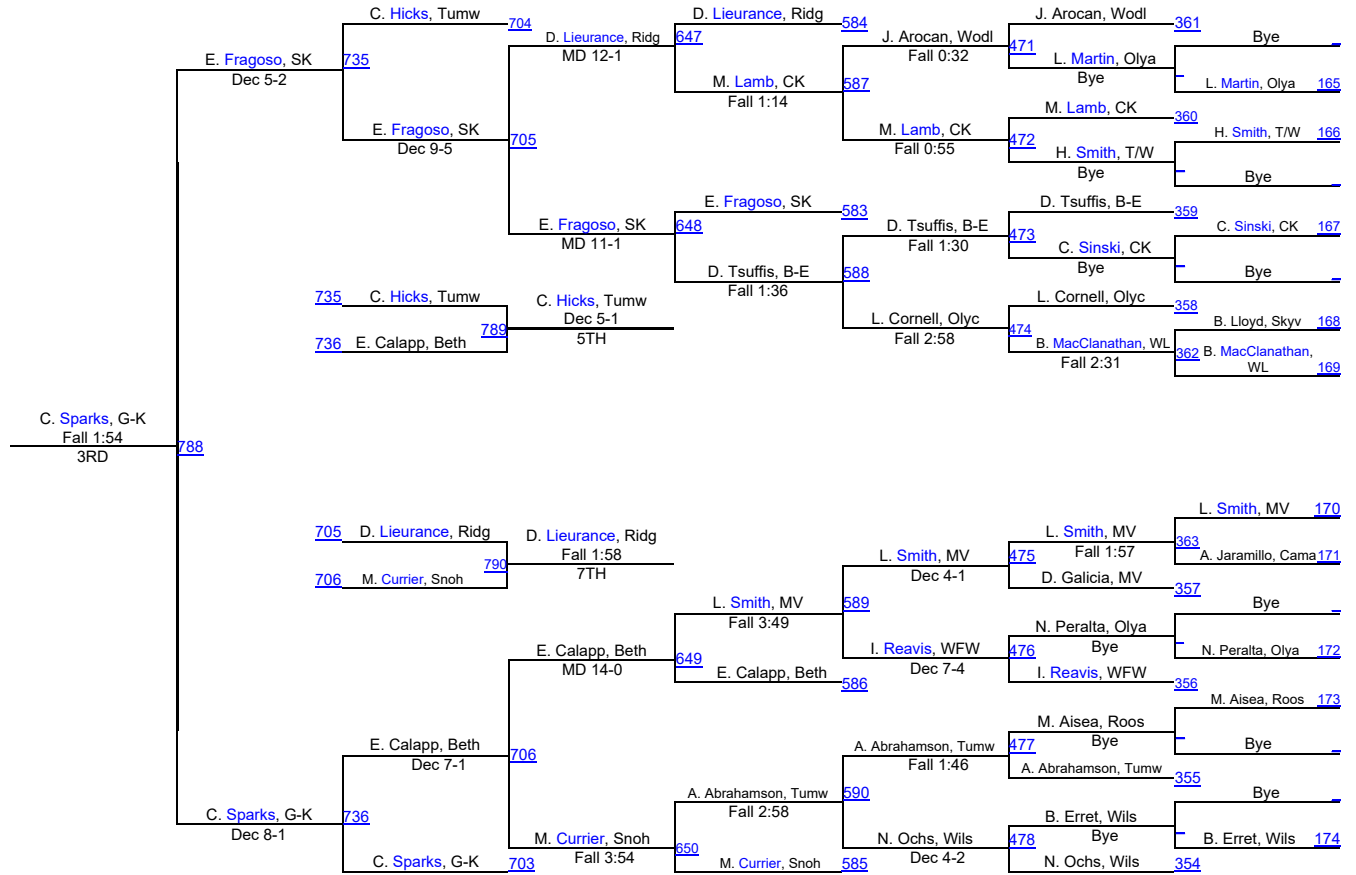 C. Hicks, Tumw
704
D. Lieurance, Ridg
584
J. Arocan, Wodl
361
Bye
D. Lieurance, Ridg
647
MD 12-1
J. Arocan, Wodl
471
Fall 0:32
L. Martin, Olya
Bye
L. Martin, Olya 165
E. Fragoso, SK
735
Dec 5-2
M. Lamb, CK
587
Fall 1:14
M. Lamb, CK
360
H. Smith, T/W 166
E. Fragoso, SK
705
Dec 9-5
M. Lamb, CK
472
Fall 0:55
H. Smith, T/W
Bye
Bye
E. Fragoso, SK
583
D. Tsuffis, B-E
359
C. Sinski, CK 167
E. Fragoso, SK
648
MD 11-1
D. Tsuffis, B-E
473
Fall 1:30
C. Sinski, CK
Bye
Bye
D. Tsuffis, B-E
588
Fall 1:36
735 C. Hicks, Tumw
C. Hicks, Tumw
Dec 5-1
5TH
789
736 E. Calapp, Beth
L. Cornell, Olyc
358
B. Lloyd, Skyv 168
L. Cornell, Olyc
474
Fall 2:58
B. MacClanathan, WL
362
Fall 2:31
B. MacClanathan,
WL 169
C. Sparks, G-K
Fall 1:54
3RD
788
705 D. Lieurance, Ridg
D. Lieurance, Ridg
Fall 1:58
7TH
790
706 M. Currier, Snoh
L. Smith, MV 170
L. Smith, MV
363
Fall 1:57
A. Jaramillo, Cama 171
L. Smith, MV
475
Dec 4-1
D. Galicia, MV
357
L. Smith, MV
589
Fall 3:49
Bye
N. Peralta, Olya
Bye
N. Peralta, Olya 172
E. Calapp, Beth
649
MD 14-0
I. Reavis, WFW
476
Dec 7-4
E. Calapp, Beth
586
I. Reavis, WFW
356
M. Aisea, Roos 173
M. Aisea, Roos
Bye
Bye
E. Calapp, Beth
706
Dec 7-1
A. Abrahamson, Tumw
477
Fall 1:46
A. Abrahamson, Tumw
355
A. Abrahamson, Tumw
590
Fall 2:58
Bye
C. Sparks, G-K
736
Dec 8-1
B. Erret, Wils
Bye
B. Erret, Wils 174
M. Currier, Snoh
650
Fall 3:54
N. Ochs, Wils
478
Dec 4-2
C. Sparks, G-K
703
M. Currier, Snoh
585
N. Ochs, Wils
354